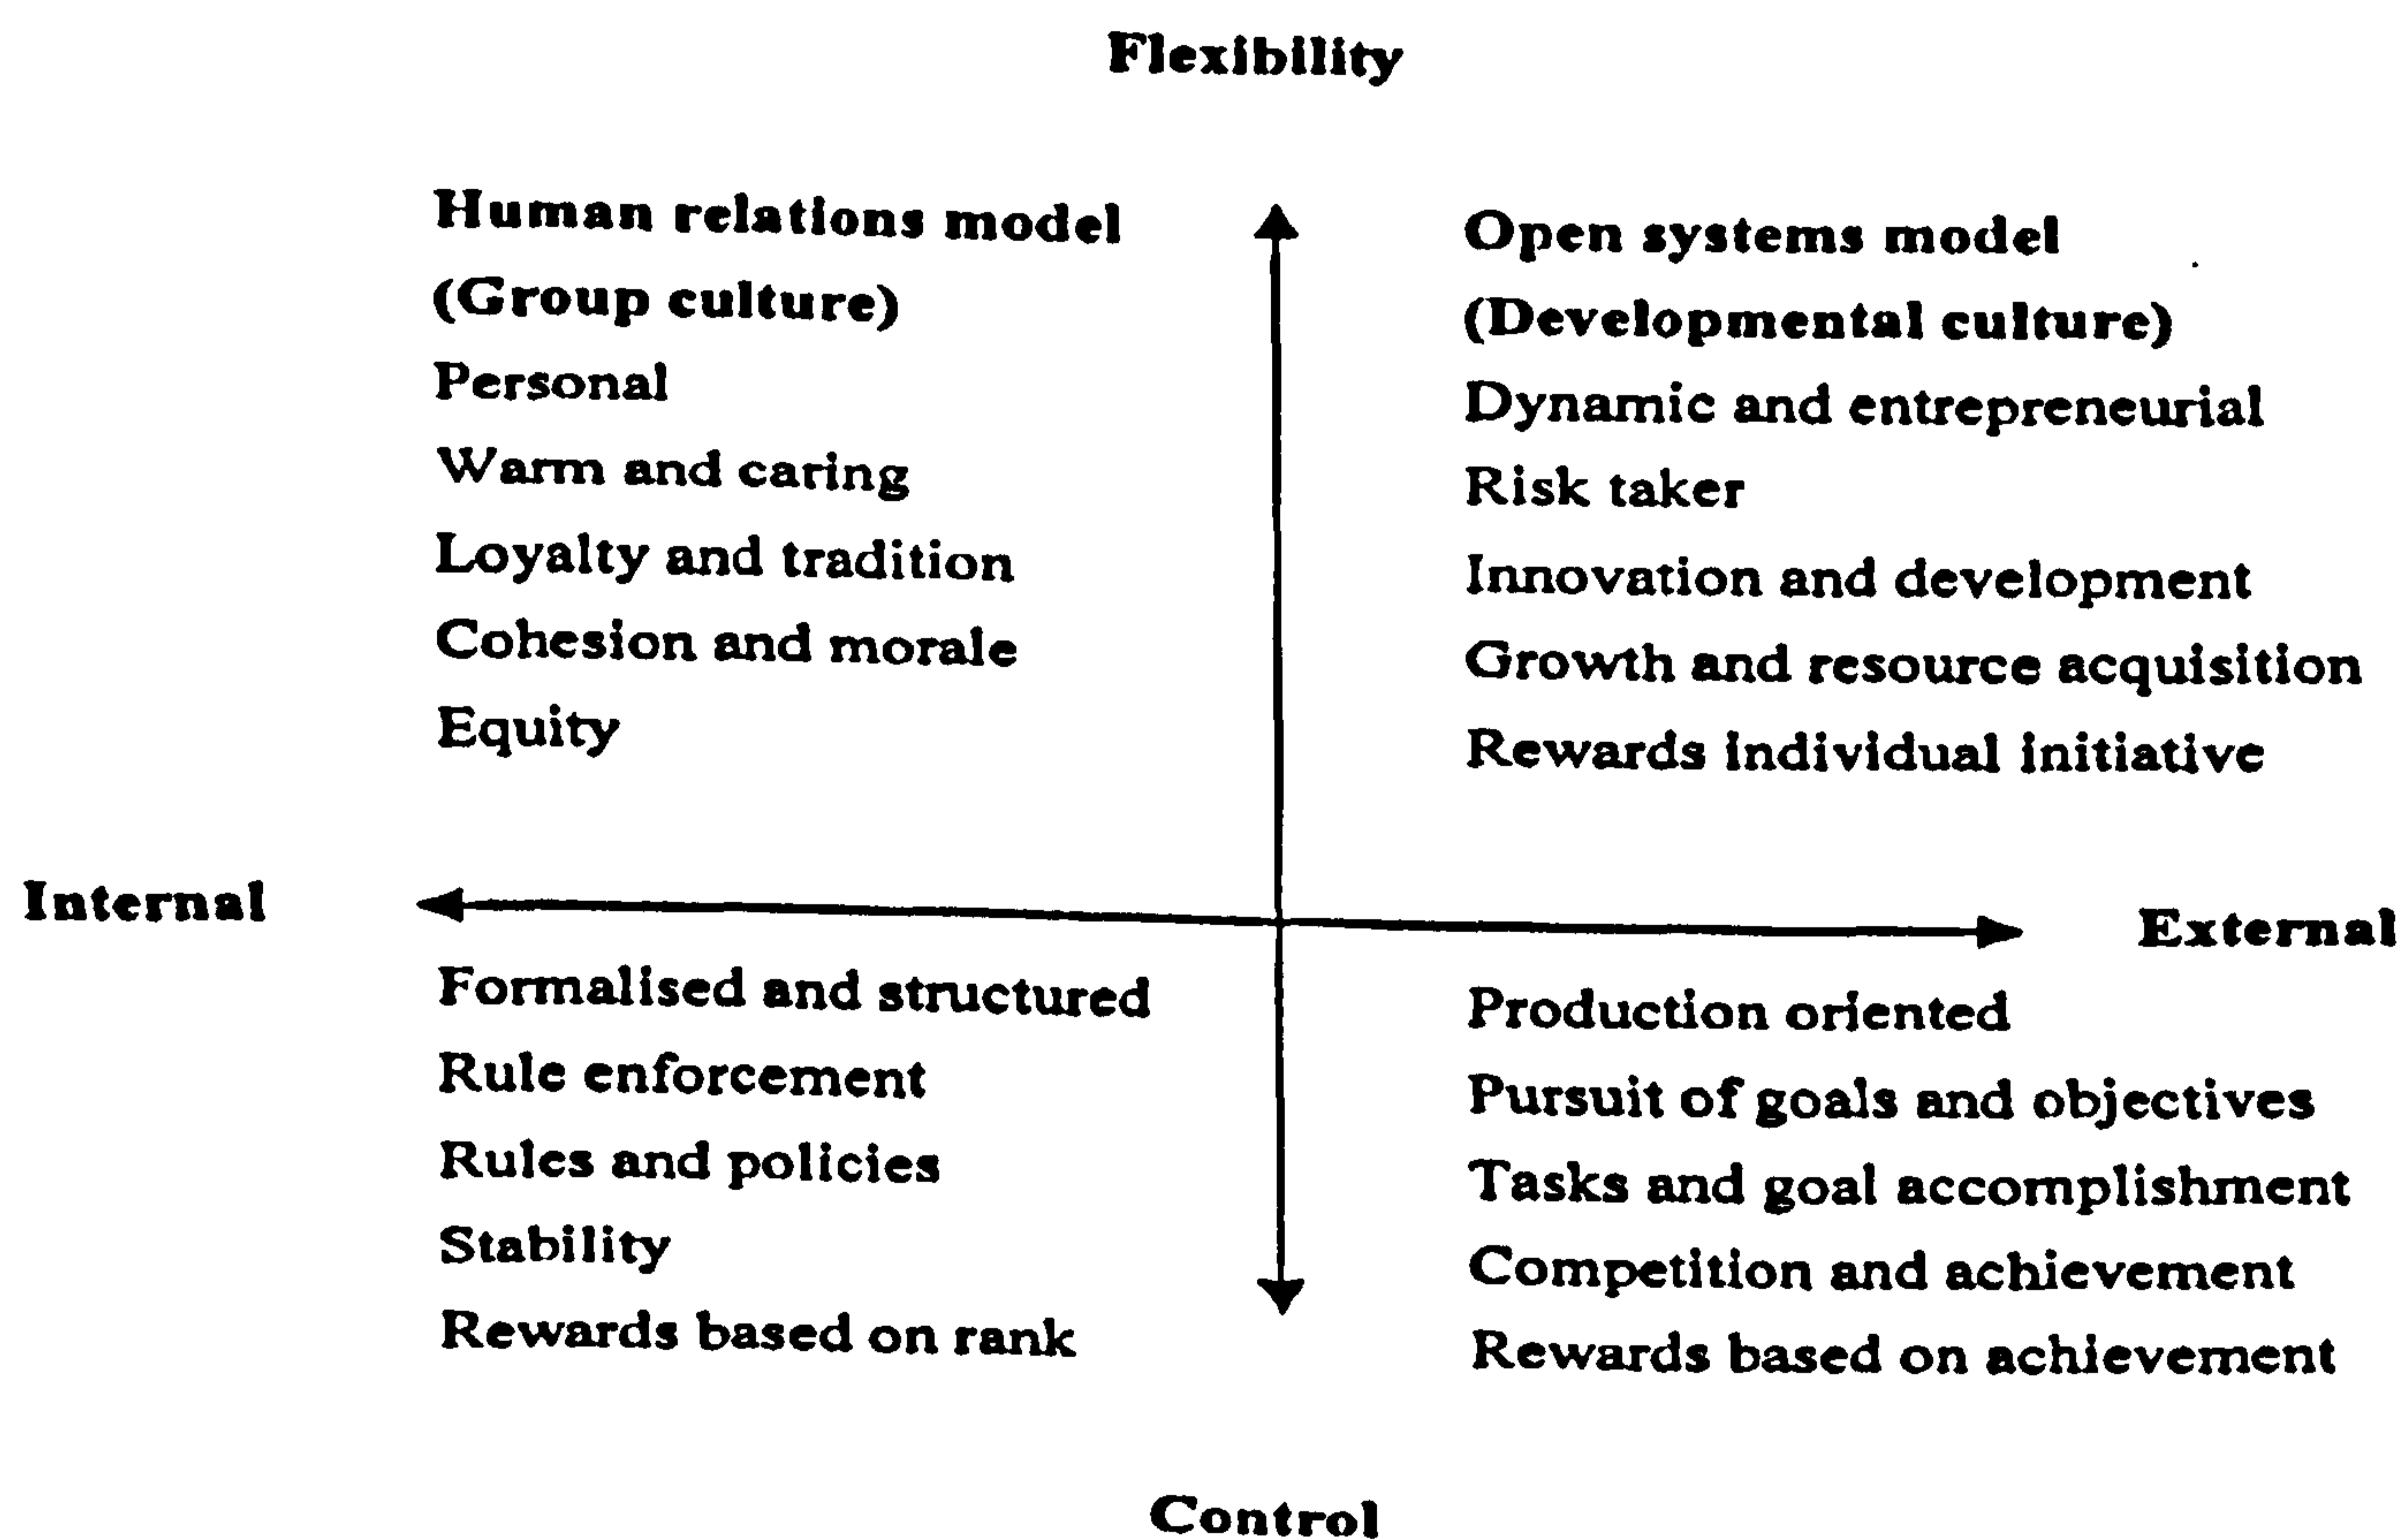 Flexibility
Human relations model
(Group culture)
Personal
Warm and caring
Loyalty and tradition
Cohesion and morale
Equity
Open systems model
(Developmental culture)
Dynamic and entrepreneurial
Risk taker
Innovation and development
Growth and resource acquisition
Rewards individual initiative
Internal
External
Formalised and structured
Rule enforcement
Rules and policies
Stability
Rewards based on rank
Production oriented
Pursuit of goals and objectives
Tasks and goal accomplishment
Competition and achievement
Rewards based on achievement
Control